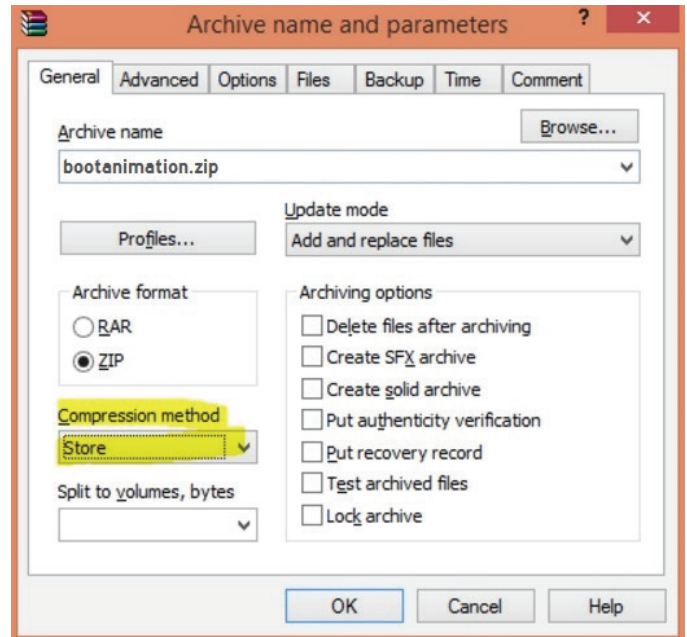 Archive name and parameters
?
×
General Advanced Options Files Backup Time Comment
Archive name
Browse...
bootanimation.zip
Profiles...
Update mode
Add and replace files
Archive format
RAR
ZIP
Compression method
Store
Split to volumes, bytes
Archiving options
Delete files after archiving
Create SFX archive
Create solid archive
Put authenticity verification
Put recovery record
Test archived files
Lock archive
OK Cancel Help